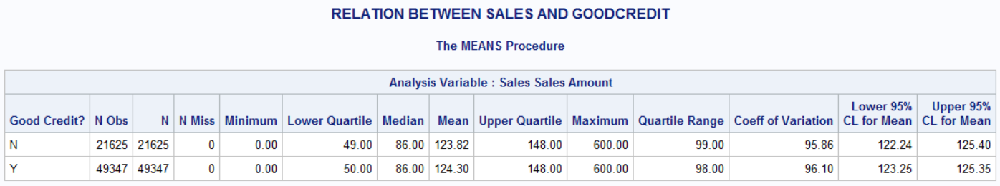 RELATION BETWEEN SALES AND GOODCREDIT
The MEANS Procedure
Analysis Variable : Sales Sales Amount
Good Credit? N Obs N N Miss Minimum Lower Quartile Median Mean Upper Quartile Maximum Quartile Range Coeff of Variation Lower 95% CL for Mean Upper 95% CL for Mean
N 21625 21625 0 0.00 49.00 86.00 123.82 148.00 600.00 99.00 95.86 122.24 125.40
Y 49347 49347 0 0.00 50.00 86.00 124.30 148.00 600.00 98.00 96.10 123.25 125.35